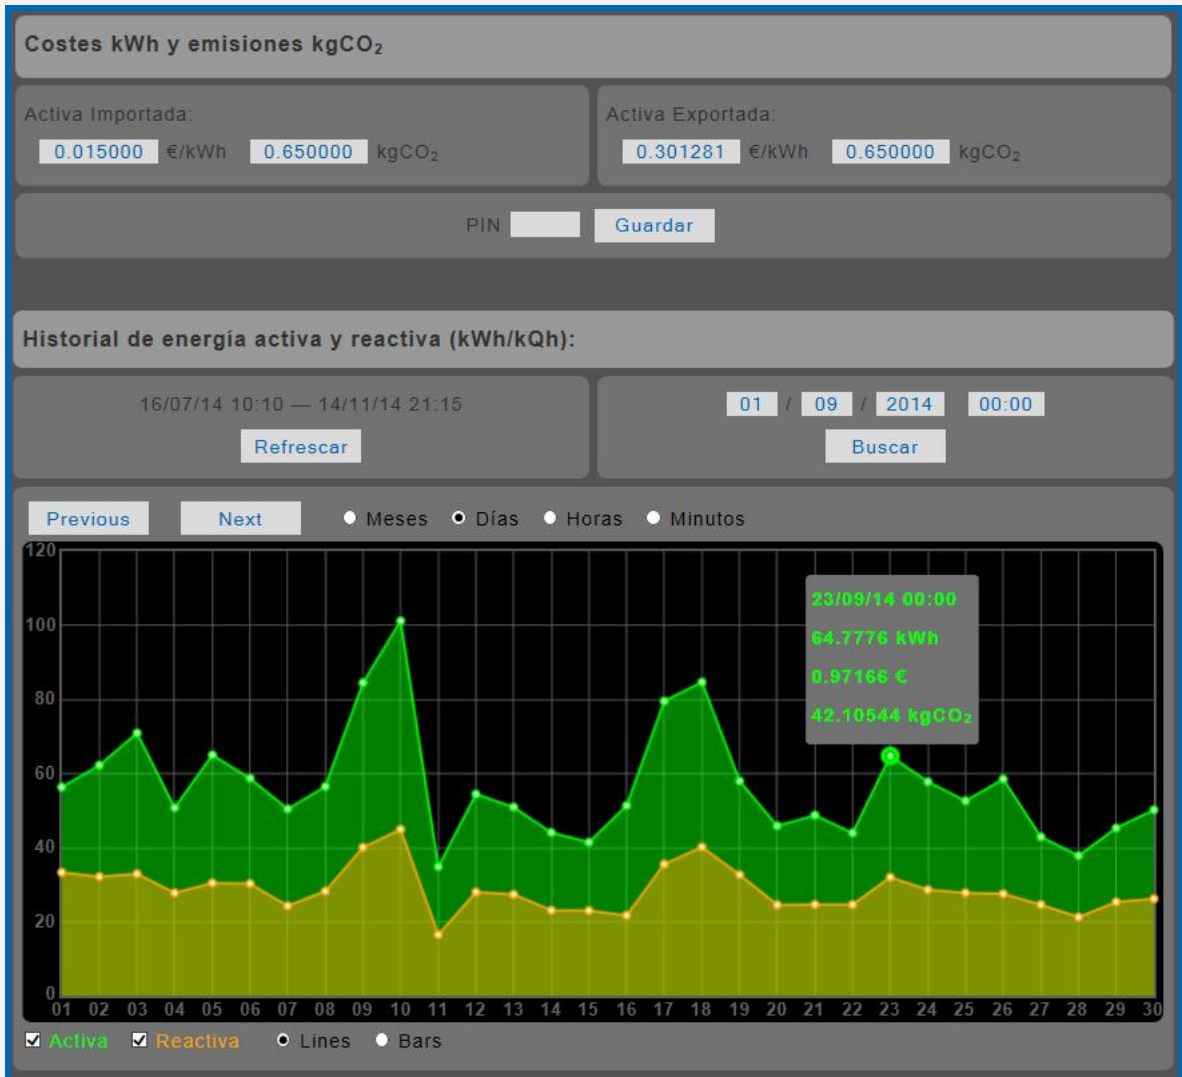 Costes kWh y emisiones kgCO₂
Activa Importada:
0.015000 €/kWh 0.650000 kgCO₂
Activa Exportada:
0.301281 €/kWh 0.650000 kgCO₂
PIN Guardar
Historial de energía activa y reactiva (kWh/kQh):
16/07/14 10:10 — 14/11/14 21:15
Refrescar
01 / 09 / 2014 00:00
Buscar
Previous Next Meses Días Horas Minutos
120
100
80
60
40
20
0
23/09/14 00:00
64.7776 kWh
0.97166 €
42.10544 kgCO₂
01 02 03 04 05 06 07 08 09 10 11 12 13 14 15 16 17 18 19 20 21 22 23 24 25 26 27 28 29 30
Activa Reactiva Lines Bars